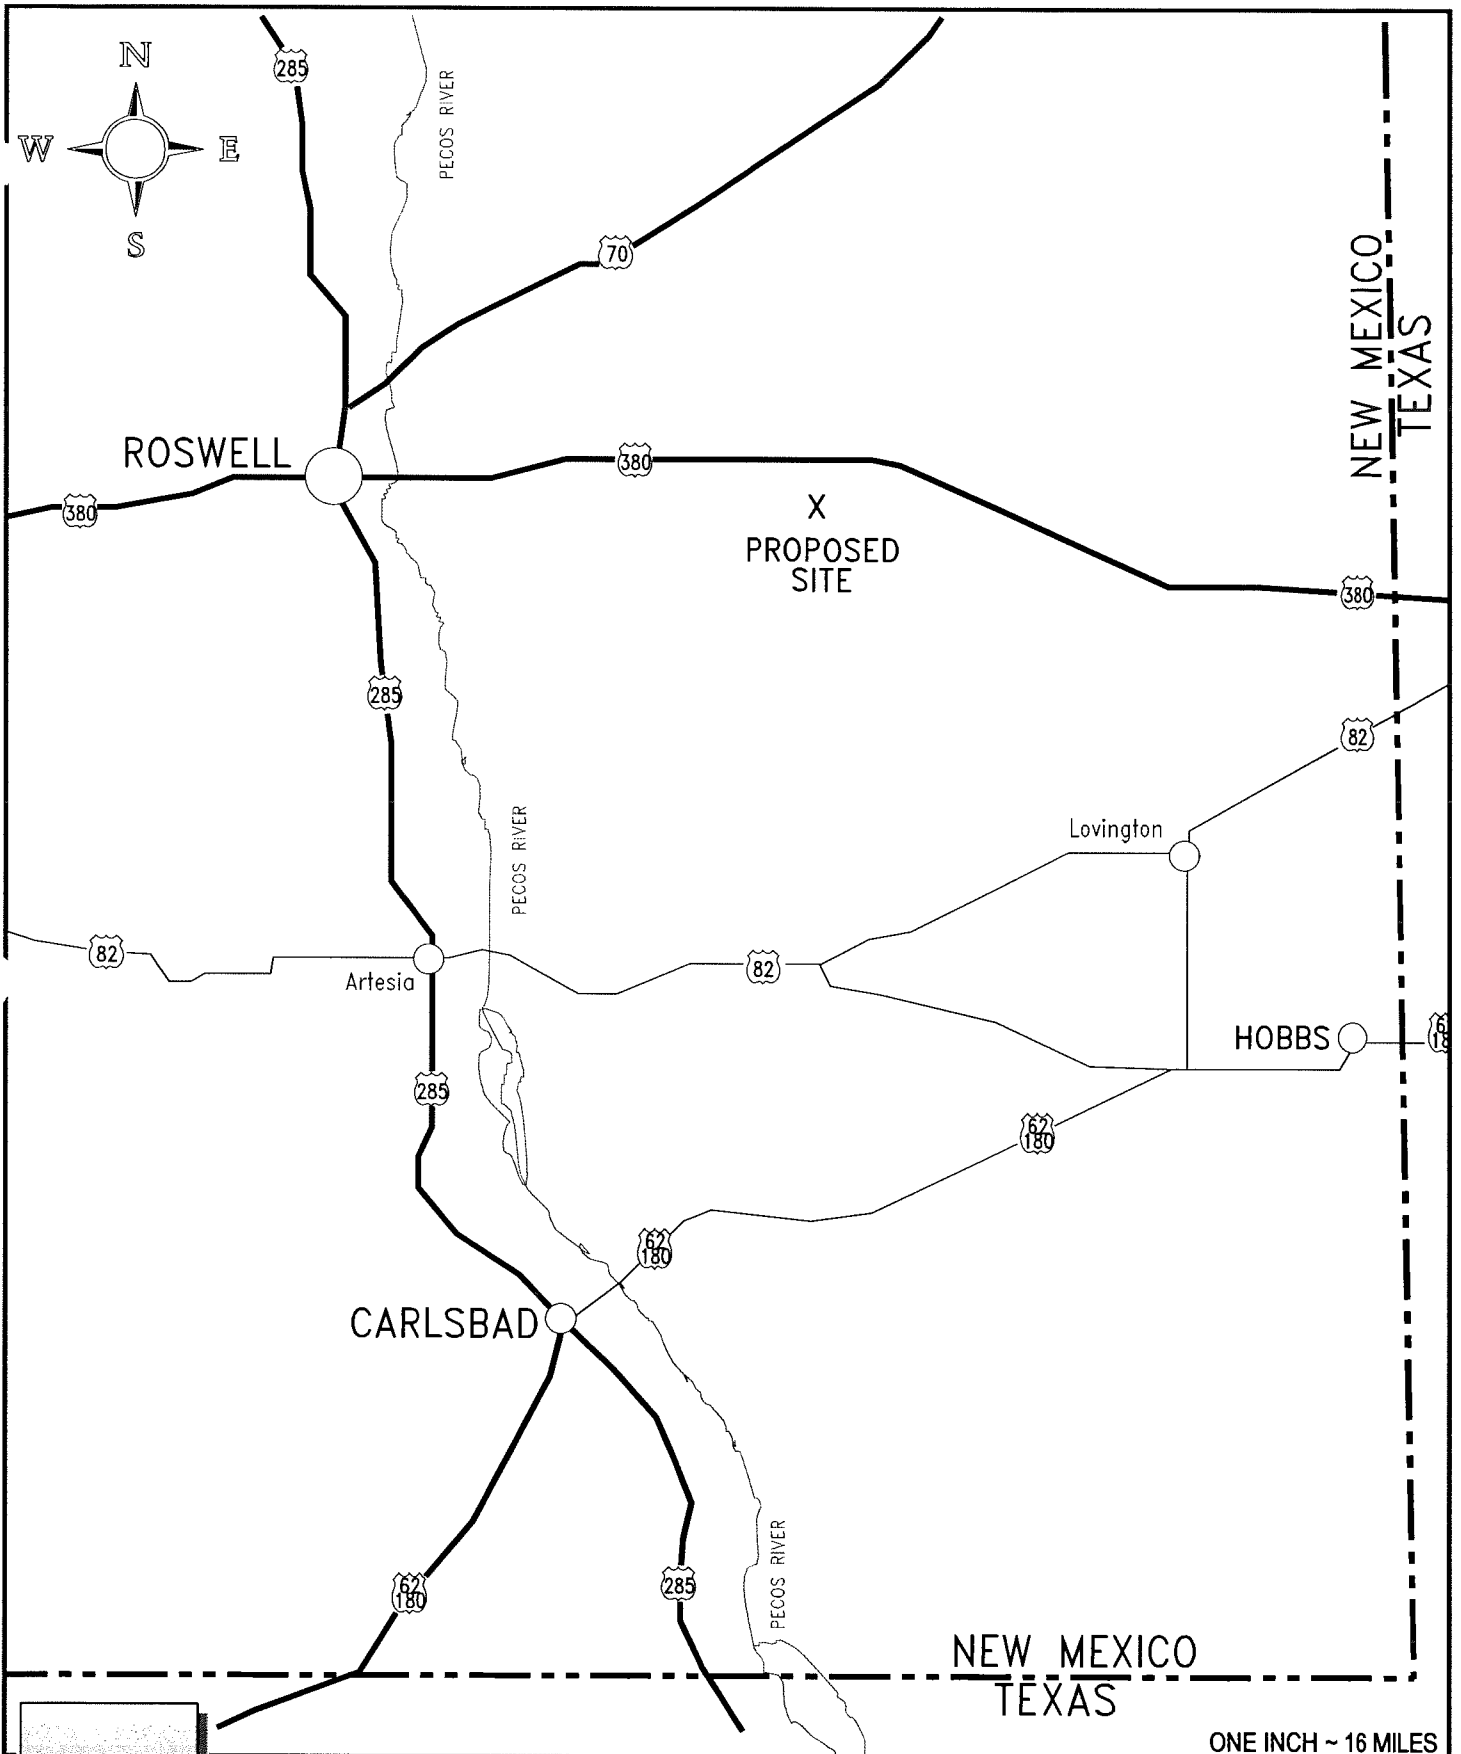 285
N
PECOS RIVER
W
E
S
70
NEW MEXICO
TEXAS
ROSWELL
380
380
X
PROPOSED
SITE
380
285
82
Lovington
PECOS RIVER
82
Artesia
82
HOBBS
285
62
180
62
180
CARLSBAD
62
180
285
PECOS RIVER
NEW MEXICO
TEXAS
ONE INCH ~ 16 MILES